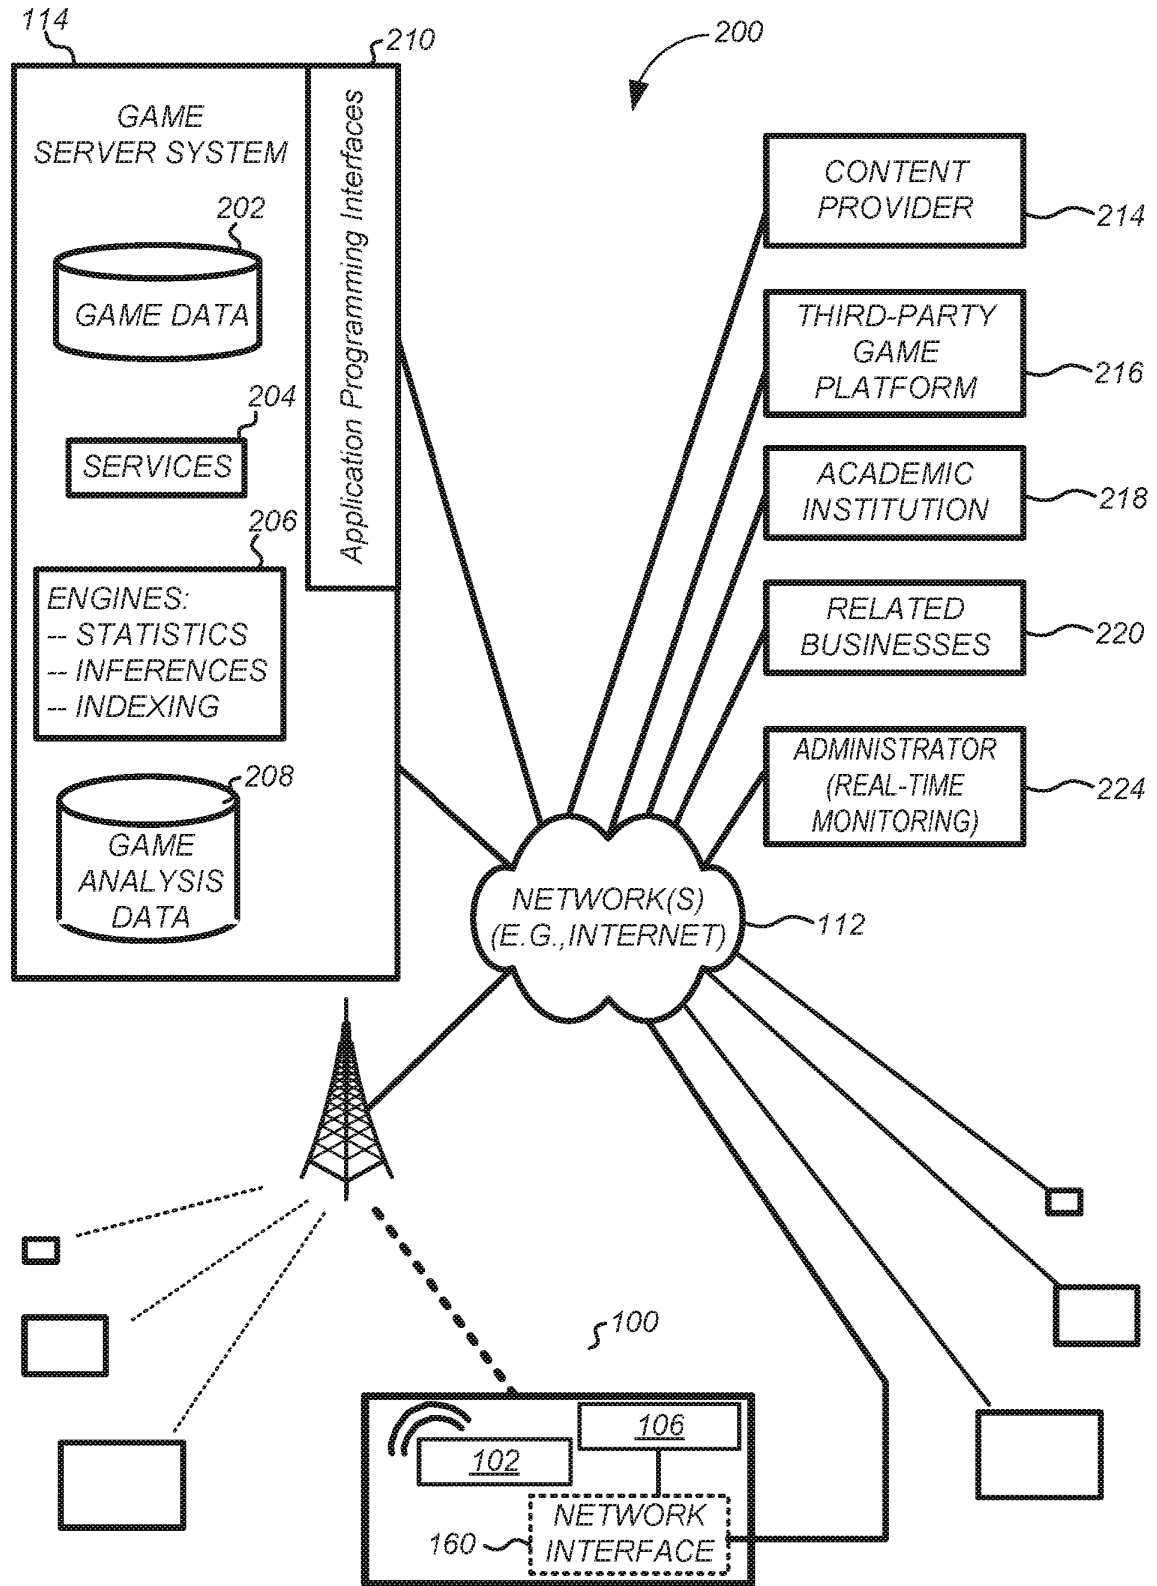 114
210
200
GAME
SERVER SYSTEM
Application Programming Interfaces
202
GAME DATA
204
SERVICES
206
ENGINES:
-- STATISTICS
-- INFERENCES
-- INDEXING
208
GAME
ANALYSIS
DATA
CONTENT
PROVIDER
214
THIRD-PARTY
GAME
PLATFORM
216
ACADEMIC
INSTITUTION
218
RELATED
BUSINESSES
220
ADMINISTRATOR
(REAL-TIME
MONITORING)
224
NETWORK(S)
(E.G.,INTERNET)
112
100
106
102
NETWORK
INTERFACE
160